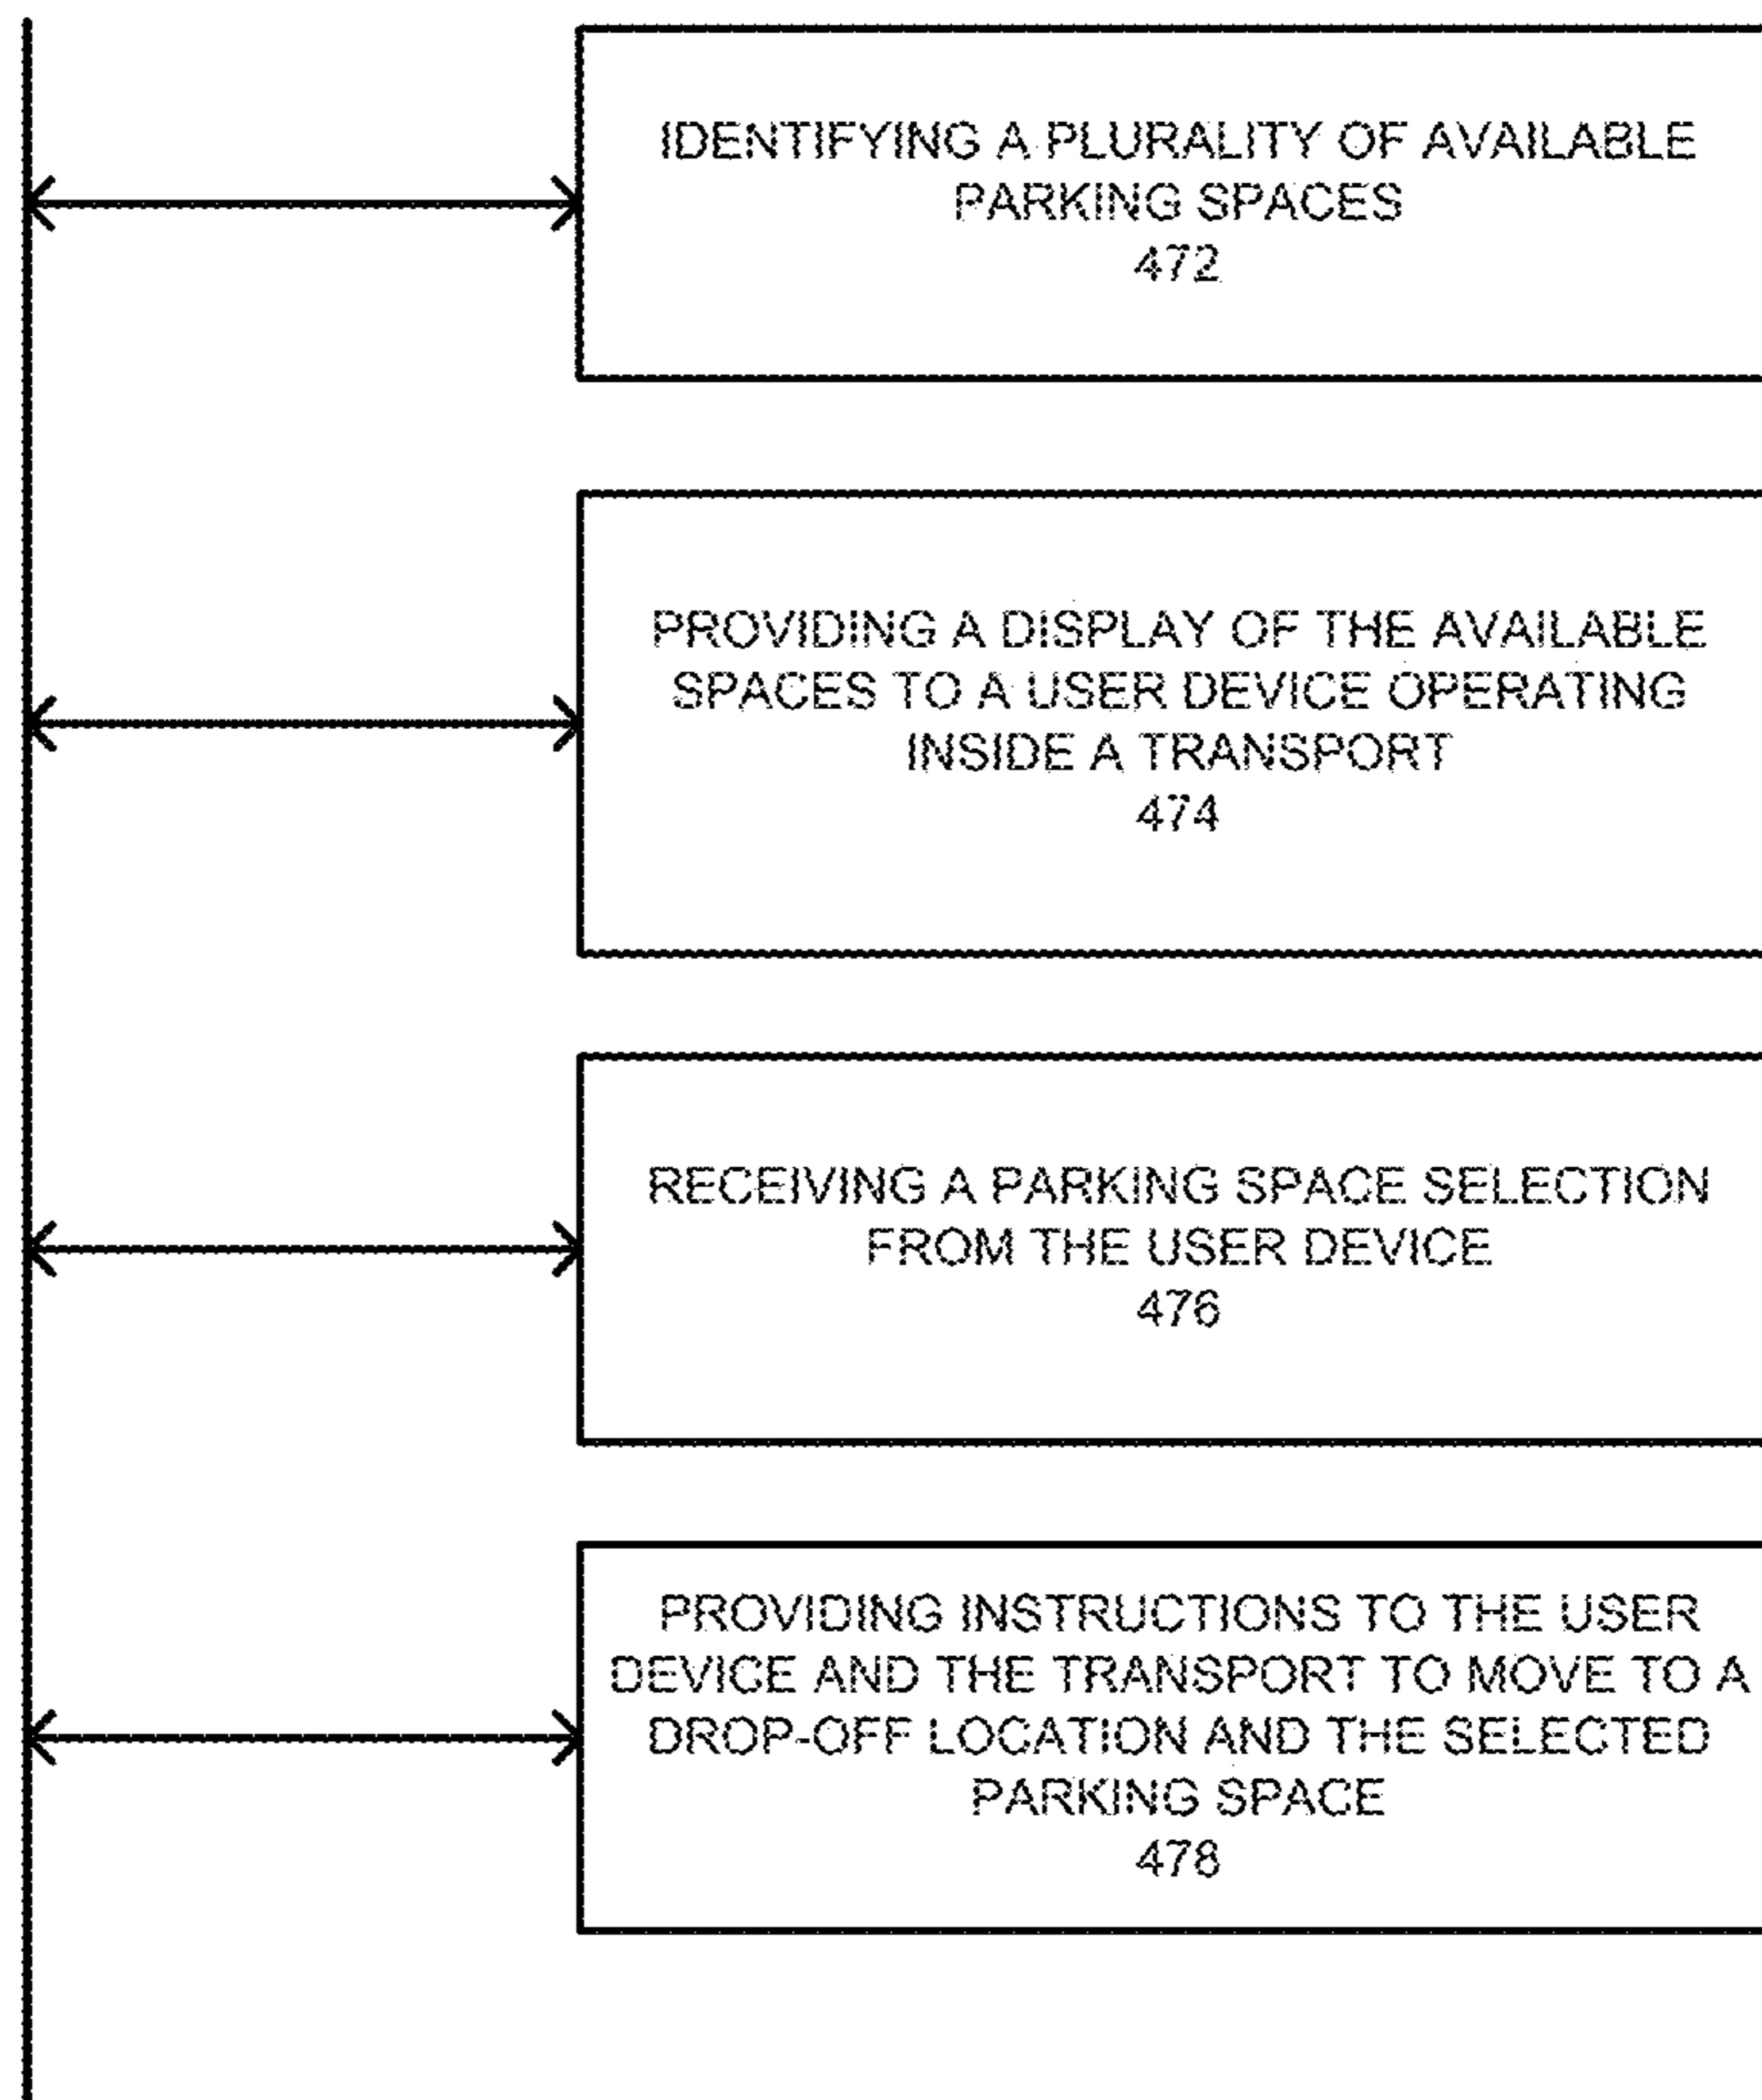 IDENTIFYING A PLURALITY OF AVAILABLE
PARKING SPACES
472
PROVIDING A DISPLAY OF THE AVAILABLE
SPACES TO A USER DEVICE OPERATING
INSIDE A TRANSPORT
474
RECEIVING A PARKING SPACE SELECTION
FROM THE USER DEVICE
476
PROVIDING INSTRUCTIONS TO THE USER
DEVICE AND THE TRANSPORT TO MOVE TO A
DROP-OFF LOCATION AND THE SELECTED
PARKING SPACE
478